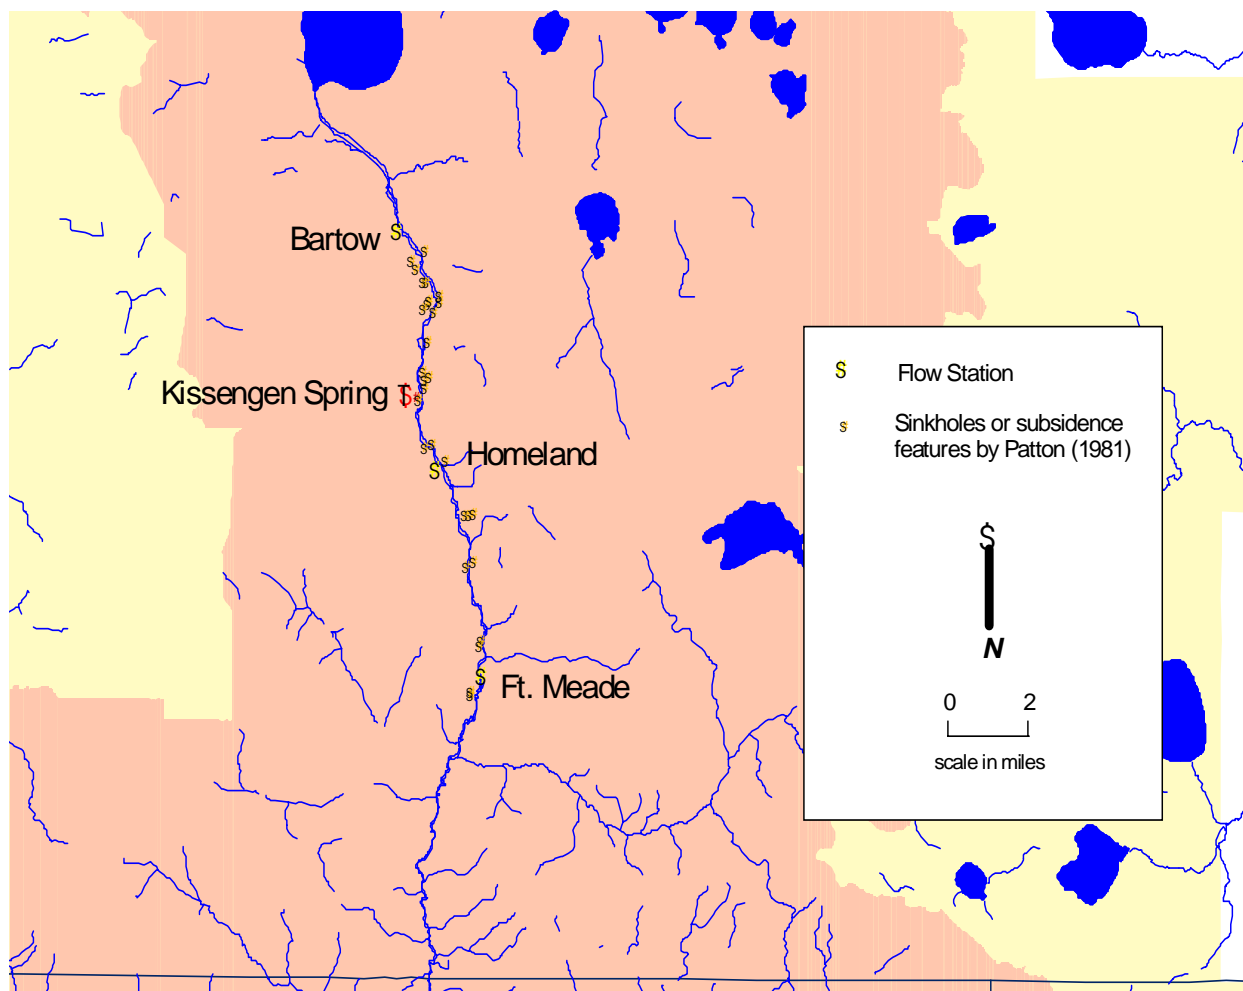 Bartow
Kissengen Spring
Homeland
Ft. Meade
Flow Station
Sinkholes or subsidence
features by Patton (1981)
N
0 2
scale in miles